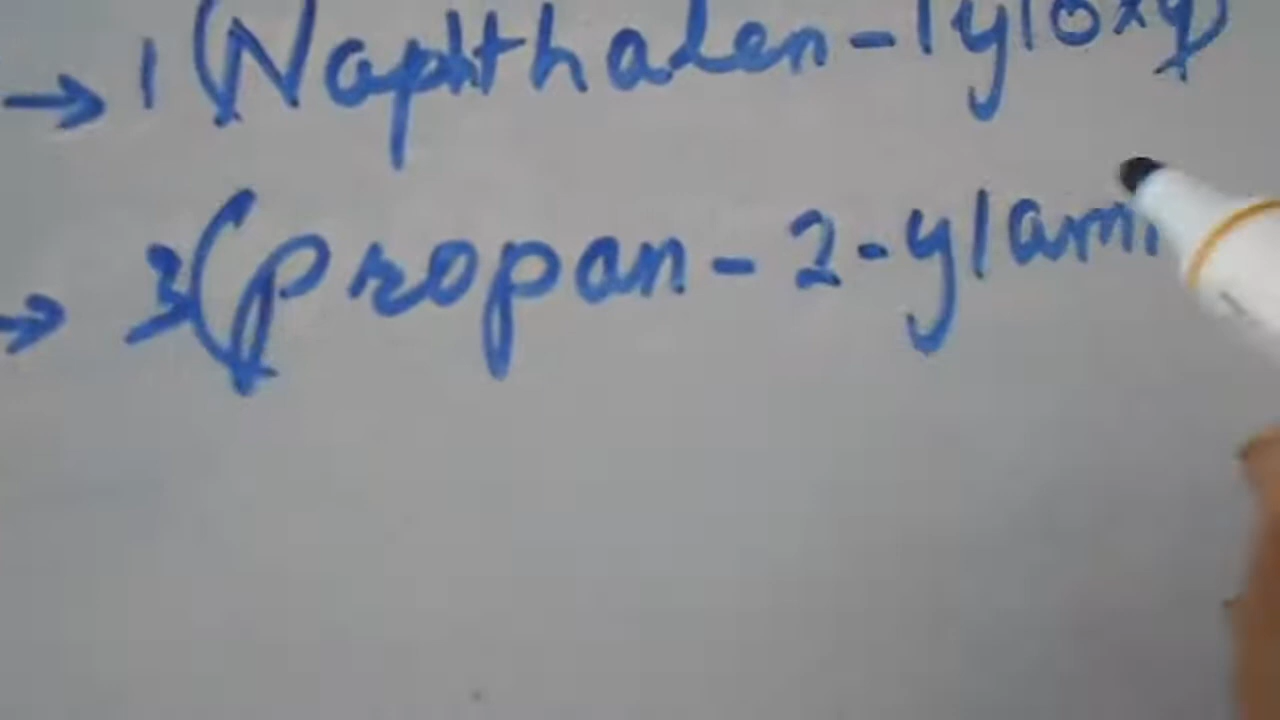 → 1 (Naphthalen-1yloxy)
→ 3(propan-2-ylami